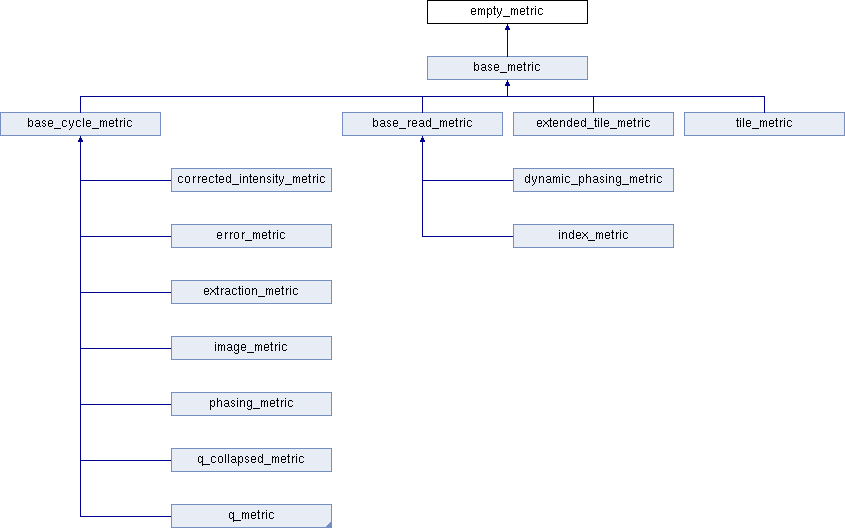 empty_metric
base_metric
base_cycle_metric
base_read_metric
extended_tile_metric
tile_metric
corrected_intensity_metric
dynamic_phasing_metric
error_metric
index_metric
extraction_metric
image_metric
phasing_metric
q_collapsed_metric
q_metric